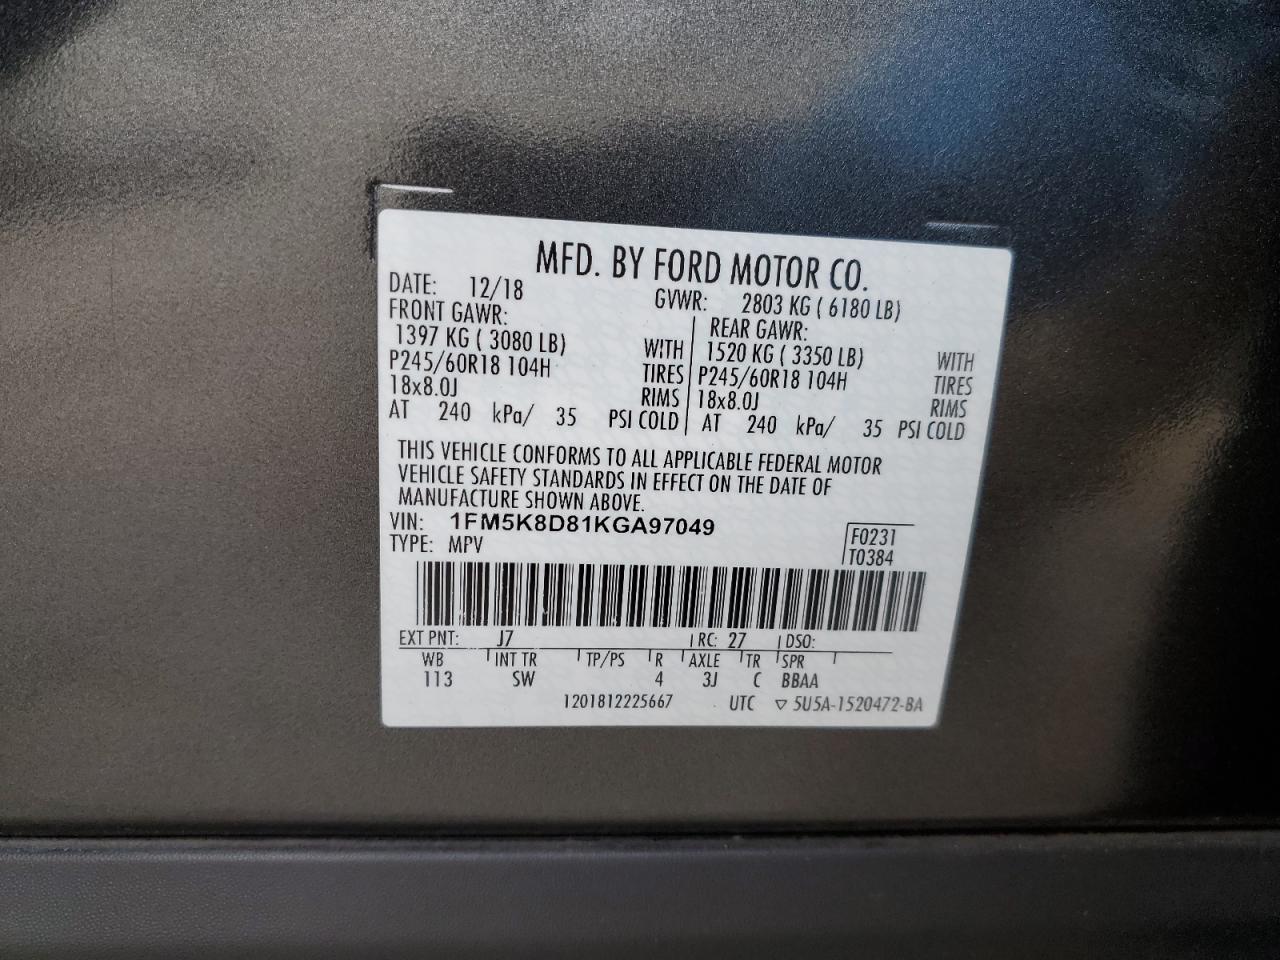 MFD. BY FORD MOTOR CO.
DATE: 12/18 GVWR: 2803 KG ( 6180 LB)
FRONT GAWR: REAR GAWR:
1397 KG ( 3080 LB) WITH 1520 KG ( 3350 LB) WITH
P245/60R18 104H TIRES P245/60R18 104H TIRES
18x8.0J RIMS 18x8.0J RIMS
AT 240 kPa/ 35 PSI COLD AT 240 kPa/ 35 PSI COLD
THIS VEHICLE CONFORMS TO ALL APPLICABLE FEDERAL MOTOR
VEHICLE SAFETY STANDARDS IN EFFECT ON THE DATE OF
MANUFACTURE SHOWN ABOVE.
VIN: 1FM5K8D81KGA97049 F0231
TYPE: MPV T0384
EXT PNT: J7 RC: 27 DSO:
WB INT TR TP/PS R AXLE TR SPR
113 SW 4 3J C BBAA
1201812225667 UTC ▽ 5U5A-1520472-BA